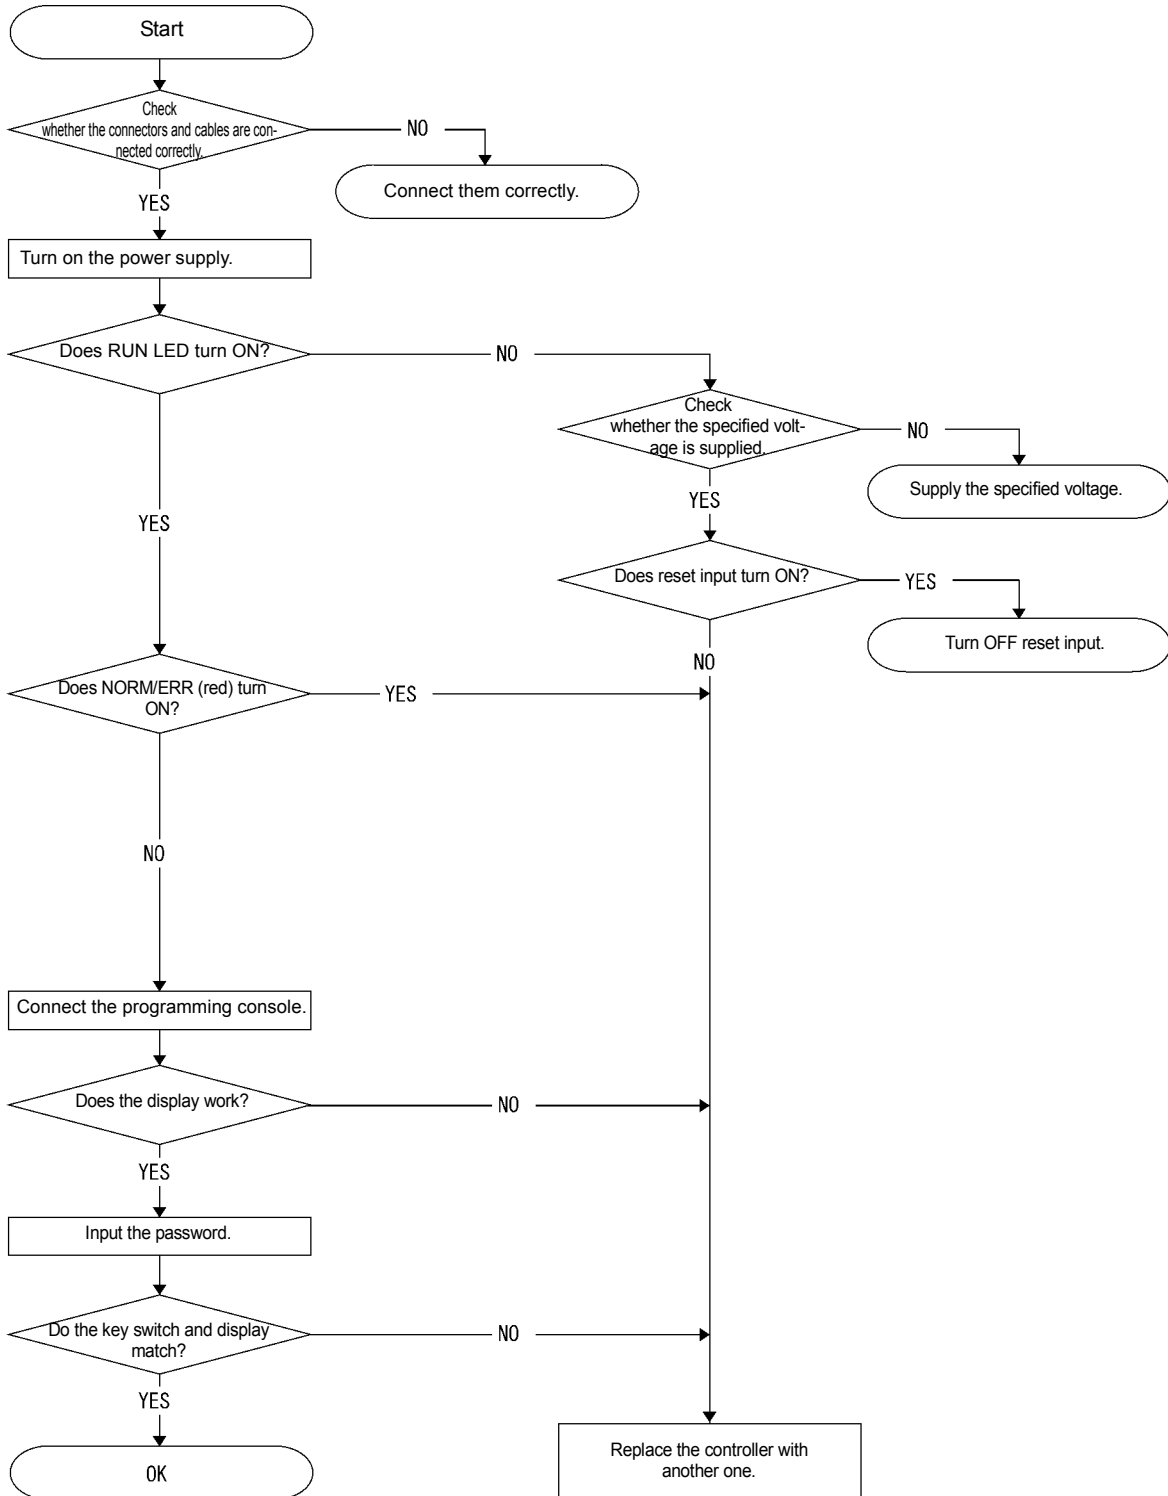 Start
Check
whether the connectors and cables are con-
nected correctly.
NO
Connect them correctly.
YES
Turn on the power supply.
Does RUN LED turn ON?
NO
Check
whether the specified volt-
age is supplied.
NO
Supply the specified voltage.
YES
YES
Does reset input turn ON?
YES
Turn OFF reset input.
NO
Does NORM/ERR (red) turn
ON?
YES
NO
Connect the programming console.
Does the display work?
NO
YES
Input the password.
Do the key switch and display
match?
NO
YES
OK
Replace the controller with
another one.